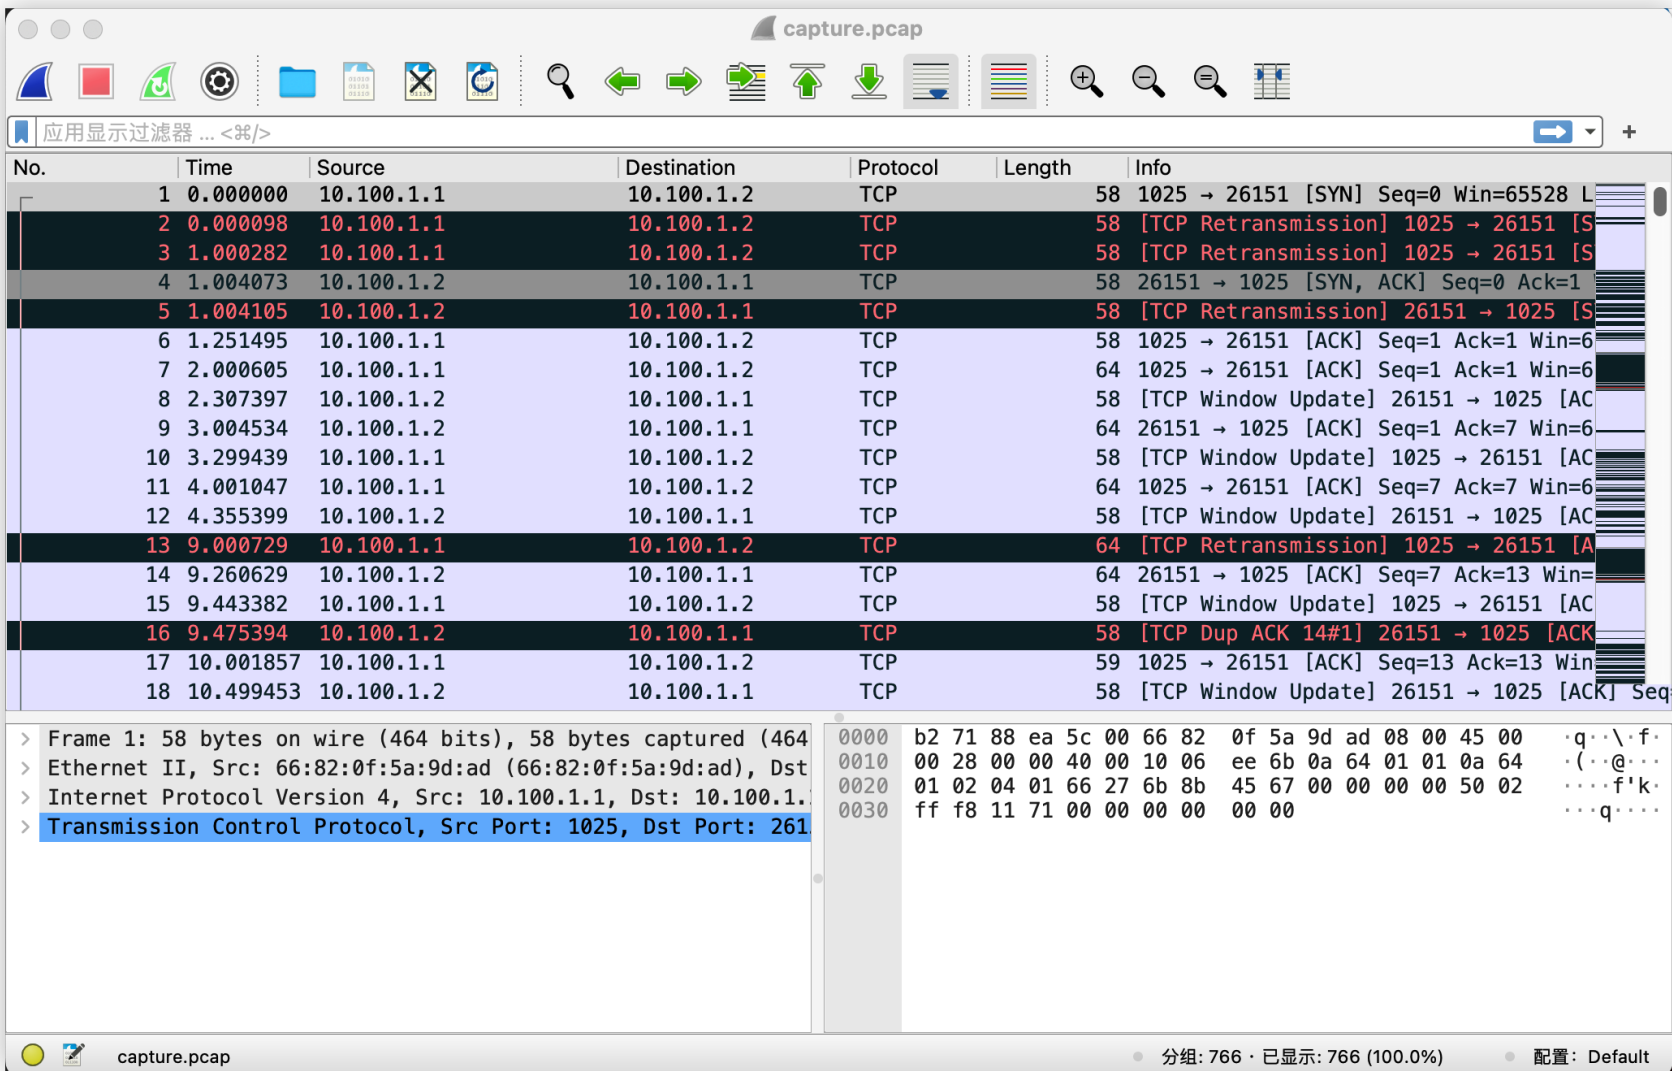 capture.pcap
应用显示过滤器 … <⌘/>
No. Time Source Destination Protocol Length Info
1 0.000000 10.100.1.1 10.100.1.2 TCP 58 1025 → 26151 [SYN] Seq=0 Win=65528 L
2 0.000098 10.100.1.1 10.100.1.2 TCP 58 [TCP Retransmission] 1025 → 26151 [S
3 1.000282 10.100.1.1 10.100.1.2 TCP 58 [TCP Retransmission] 1025 → 26151 [S
4 1.004073 10.100.1.2 10.100.1.1 TCP 58 26151 → 1025 [SYN, ACK] Seq=0 Ack=1
5 1.004105 10.100.1.2 10.100.1.1 TCP 58 [TCP Retransmission] 26151 → 1025 [S
6 1.251495 10.100.1.1 10.100.1.2 TCP 58 1025 → 26151 [ACK] Seq=1 Ack=1 Win=6
7 2.000605 10.100.1.1 10.100.1.2 TCP 64 1025 → 26151 [ACK] Seq=1 Ack=1 Win=6
8 2.307397 10.100.1.2 10.100.1.1 TCP 58 [TCP Window Update] 26151 → 1025 [AC
9 3.004534 10.100.1.2 10.100.1.1 TCP 64 26151 → 1025 [ACK] Seq=1 Ack=7 Win=6
10 3.299439 10.100.1.1 10.100.1.2 TCP 58 [TCP Window Update] 1025 → 26151 [AC
11 4.001047 10.100.1.1 10.100.1.2 TCP 64 1025 → 26151 [ACK] Seq=7 Ack=7 Win=6
12 4.355399 10.100.1.2 10.100.1.1 TCP 58 [TCP Window Update] 26151 → 1025 [AC
13 9.000729 10.100.1.1 10.100.1.2 TCP 64 [TCP Retransmission] 1025 → 26151 [A
14 9.260629 10.100.1.2 10.100.1.1 TCP 64 26151 → 1025 [ACK] Seq=7 Ack=13 Win=
15 9.443382 10.100.1.1 10.100.1.2 TCP 58 [TCP Window Update] 1025 → 26151 [AC
16 9.475394 10.100.1.2 10.100.1.1 TCP 58 [TCP Dup ACK 14#1] 26151 → 1025 [ACK
17 10.001857 10.100.1.1 10.100.1.2 TCP 59 1025 → 26151 [ACK] Seq=13 Ack=13 Win
18 10.499453 10.100.1.2 10.100.1.1 TCP 58 [TCP Window Update] 26151 → 1025 [ACK] Seq=
Frame 1: 58 bytes on wire (464 bits), 58 bytes captured (464
Ethernet II, Src: 66:82:0f:5a:9d:ad (66:82:0f:5a:9d:ad), Dst
Internet Protocol Version 4, Src: 10.100.1.1, Dst: 10.100.1.
Transmission Control Protocol, Src Port: 1025, Dst Port: 261
0000 b2 71 88 ea 5c 00 66 82 0f 5a 9d ad 08 00 45 00 ·q··\·f·
0010 00 28 00 00 40 00 10 06 ee 6b 0a 64 01 01 0a 64 ·(··@···
0020 01 02 04 01 66 27 6b 8b 45 67 00 00 00 00 50 02 ····f'k·
0030 ff f8 11 71 00 00 00 00 00 00 ···q····
capture.pcap
分组: 766 · 已显示: 766 (100.0%)
配置: Default